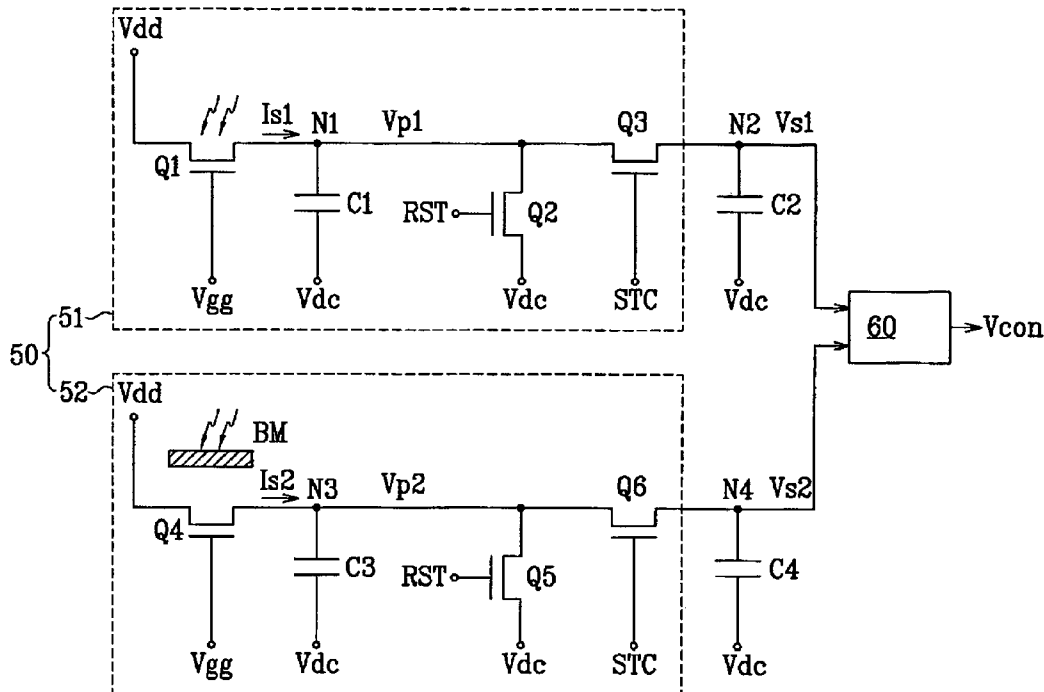 Vdd
Is1 N1 Vp1 Q3 N2 Vs1
Q1
C1 RST Q2 C2
Vgg Vdc Vdc STC Vdc
50 51 52
60 Vcon
Vdd
BM
Is2 N3 Vp2 Q6 N4 Vs2
Q4
C3 RST Q5 C4
Vgg Vdc Vdc STC Vdc